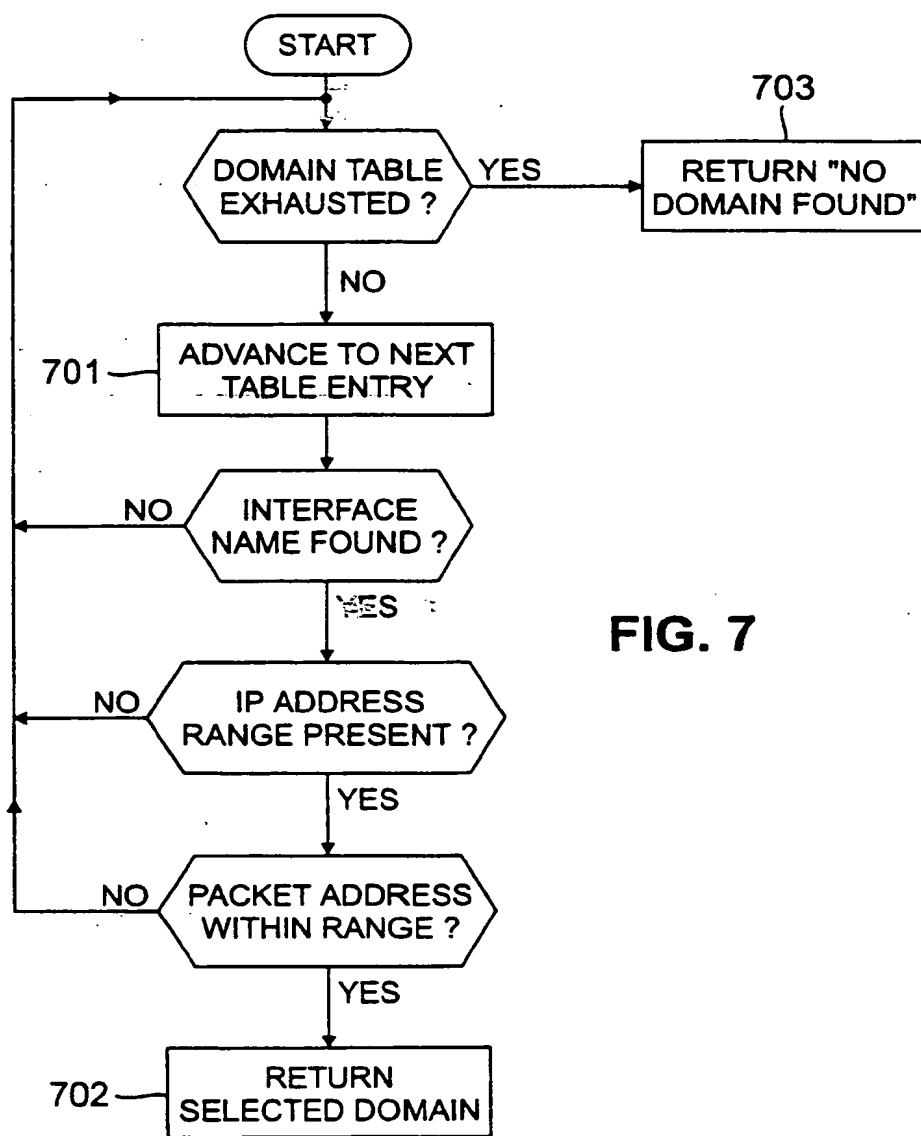 START
703
DOMAIN TABLE
EXHAUSTED ?
YES
RETURN "NO
DOMAIN FOUND"
NO
701
ADVANCE TO NEXT
TABLE ENTRY
NO
INTERFACE
NAME FOUND ?
YES
FIG. 7
NO
IP ADDRESS
RANGE PRESENT ?
YES
NO
PACKET ADDRESS
WITHIN RANGE ?
YES
702
RETURN
SELECTED DOMAIN